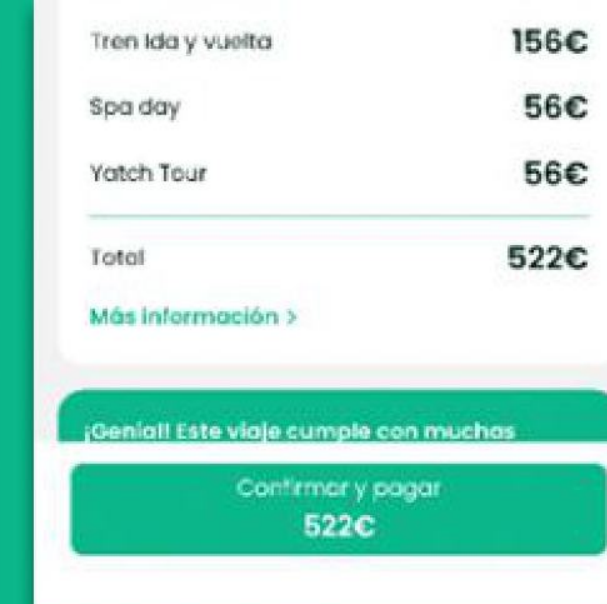 Tren Ida y vuelta 156€
Spa day 56€
Yatch Tour 56€
Total 522€
Más información >
¡Genial! Este viaje cumple con muchas
Confirmar y pagar
522€